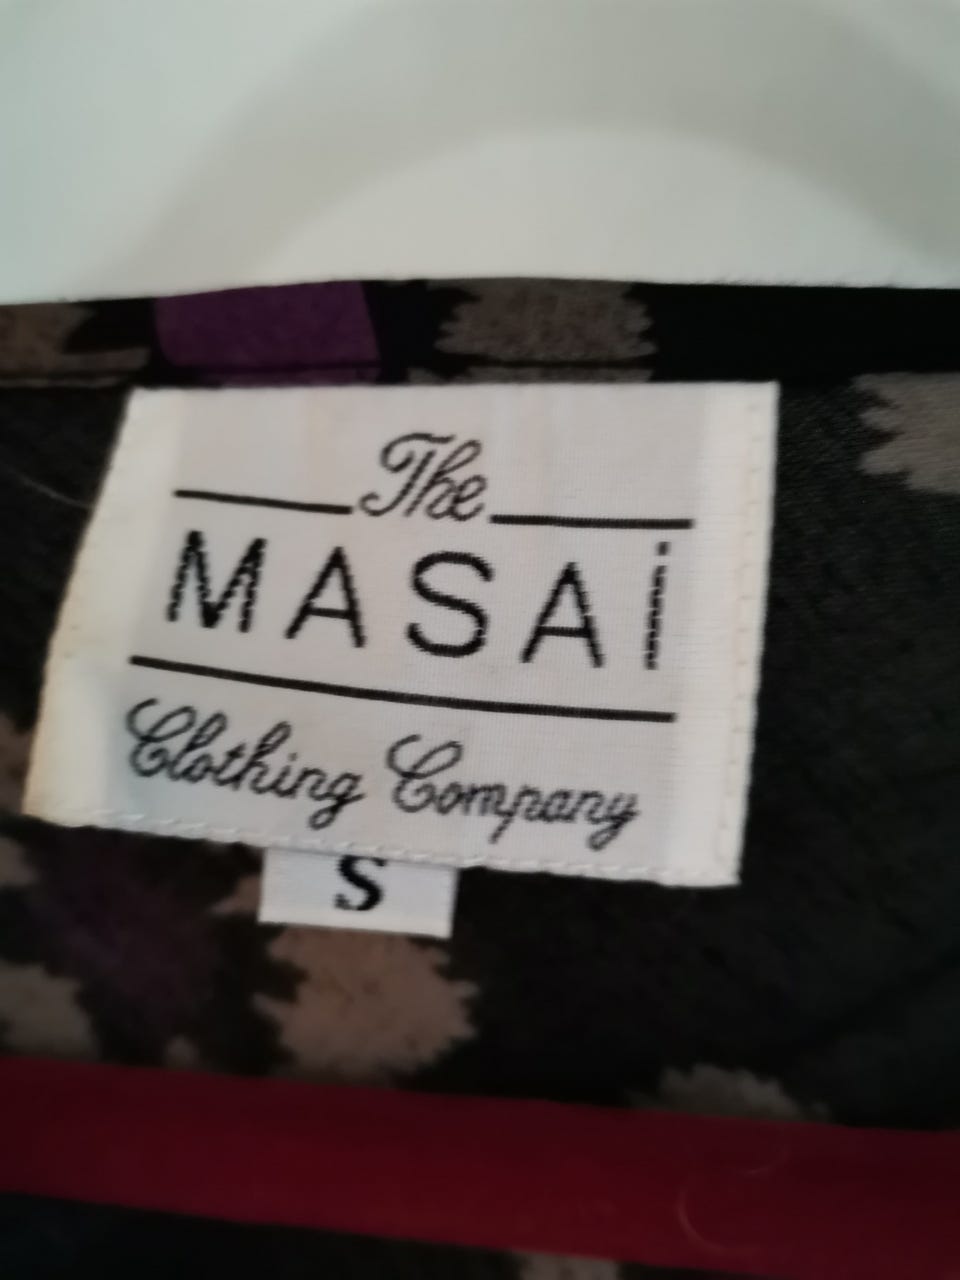 The
MASAi
Clothing Company
S